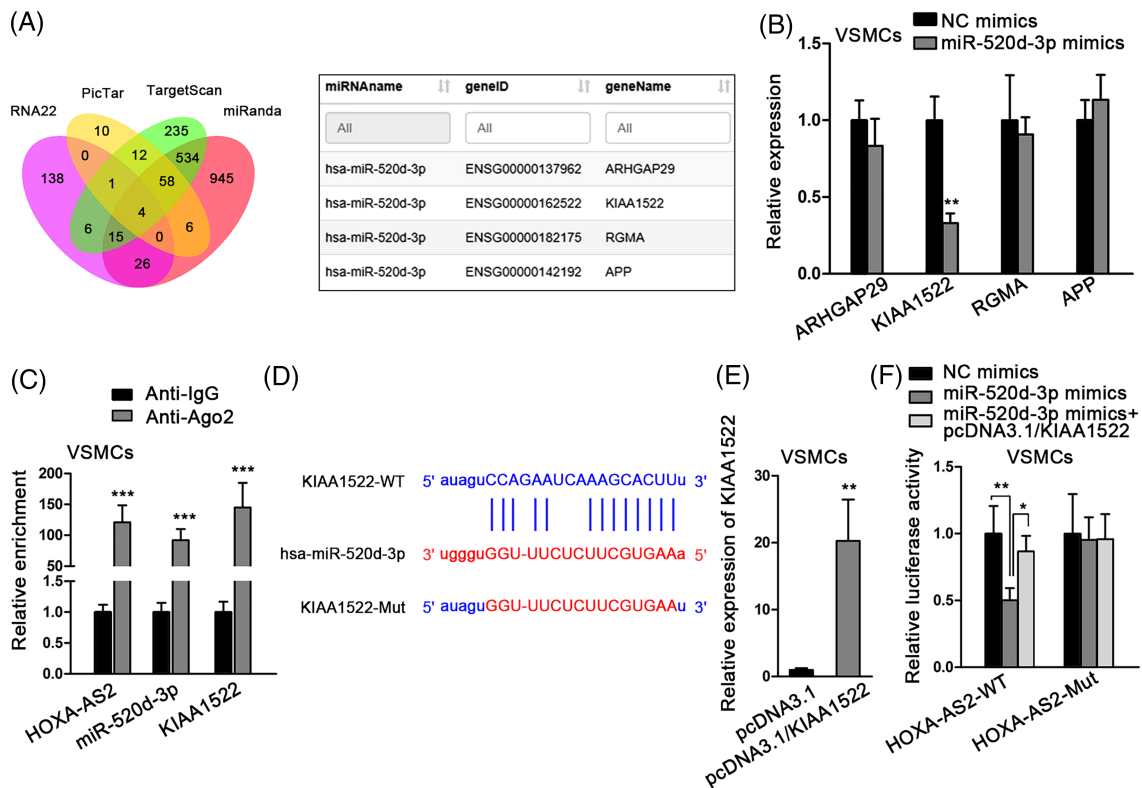 (A)
RNA22
PicTar
TargetScan
miRanda
10
235
0
12
534
138
1
58
945
4
6
15
0
6
26
miRNAname geneID geneName
All All All
hsa-miR-520d-3p ENSG00000137962 ARHGAP29
hsa-miR-520d-3p ENSG00000162522 KIAA1522
hsa-miR-520d-3p ENSG00000182175 RGMA
hsa-miR-520d-3p ENSG00000142192 APP
(B)
VSMCs
NC mimics
miR-520d-3p mimics
Relative expression
1.5
1.0
0.5
0.0
**
ARHGAP29
KIAA1522
RGMA
APP
(C)
Anti-IgG
Anti-Ago2
VSMCs
Relative enrichment
200
150
100
50
1.5
1.0
0.5
0.0
***
***
***
HOXA-AS2
miR-520d-3p
KIAA1522
(D)
KIAA1522-WT 5' auaguCCAGAAUCAAAGCACUUu 3'
hsa-miR-520d-3p 3' uggguGGU-UUCUCUUCGUGAAa 5'
KIAA1522-Mut 5' auaguGGU-UUCUCUUCGUGAAu 3'
(E)
VSMCs
Relative expression of KIAA1522
30
20
10
0
**
pcDNA3.1
pcDNA3.1/KIAA1522
(F)
NC mimics
miR-520d-3p mimics
miR-520d-3p mimics+
pcDNA3.1/KIAA1522
VSMCs
Relative luciferase activity
1.5
1.0
0.5
0.0
**
*
HOXA-AS2-WT
HOXA-AS2-Mut